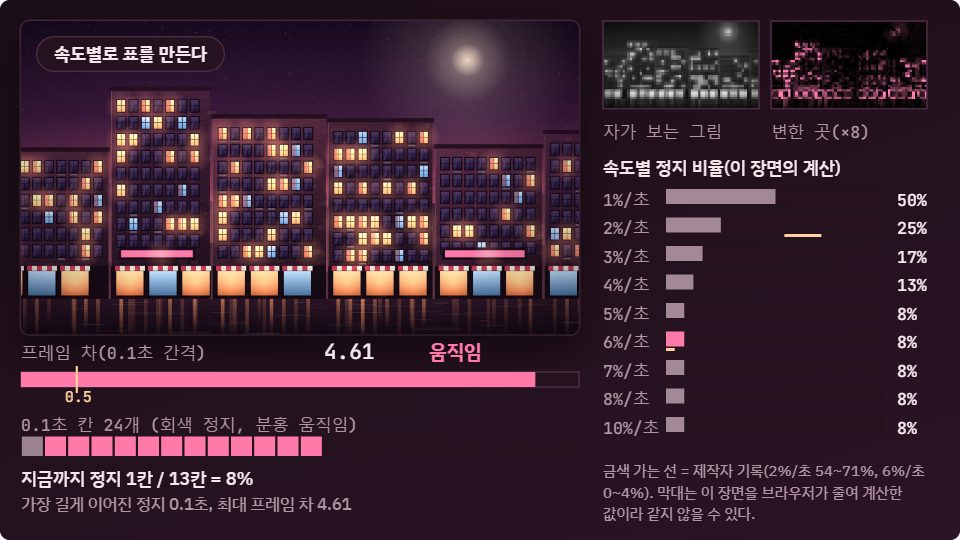 속도별로 표를 만든다
자가 보는 그림
변한 곳(×8)
속도별 정지 비율(이 장면의 계산)
1%/초 50%
2%/초 25%
3%/초 17%
4%/초 13%
5%/초 8%
6%/초 8%
7%/초 8%
8%/초 8%
10%/초 8%
프레임 차(0.1초 간격) 4.61 움직임
0.5
0.1초 칸 24개 (회색 정지, 분홍 움직임)
지금까지 정지 1칸 / 13칸 = 8%
가장 길게 이어진 정지 0.1초, 최대 프레임 차 4.61
금색 가는 선 = 제작자 기록(2%/초 54~71%, 6%/초
0~4%). 막대는 이 장면을 브라우저가 줄여 계산한
값이라 같지 않을 수 있다.